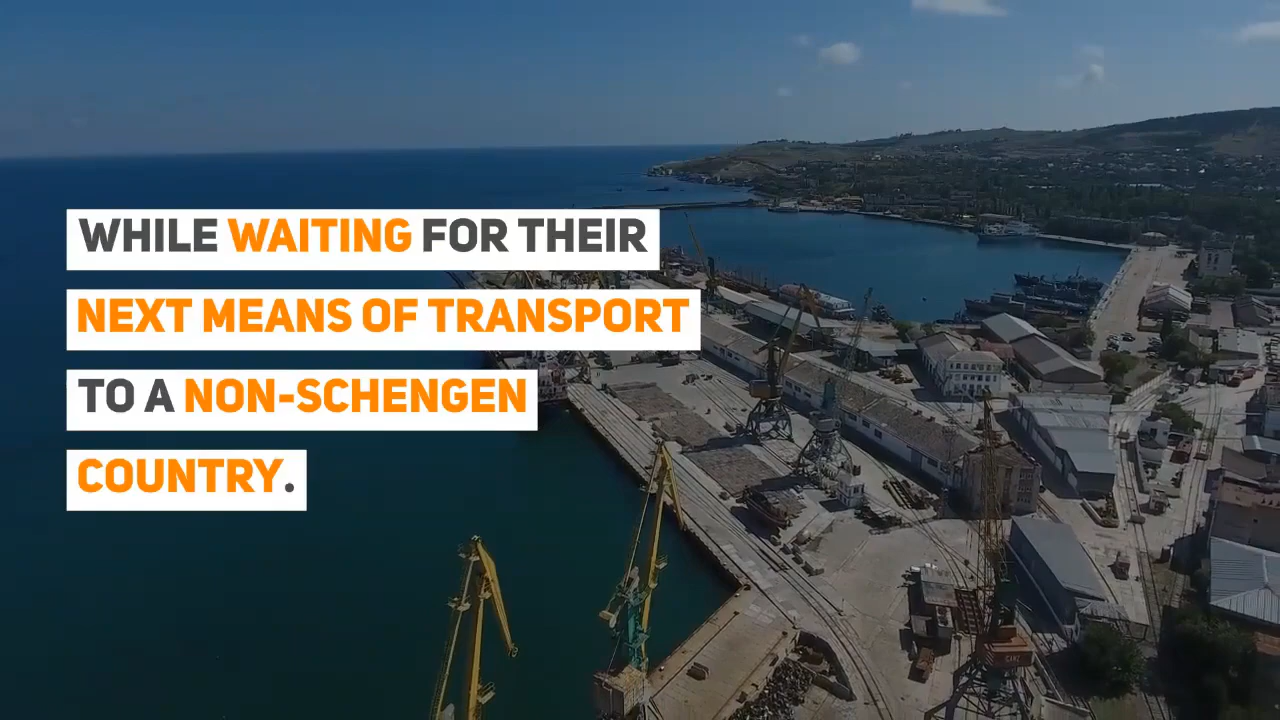 WHILE WAITING FOR THEIR
NEXT MEANS OF TRANSPORT
TO A NON-SCHENGEN
COUNTRY.